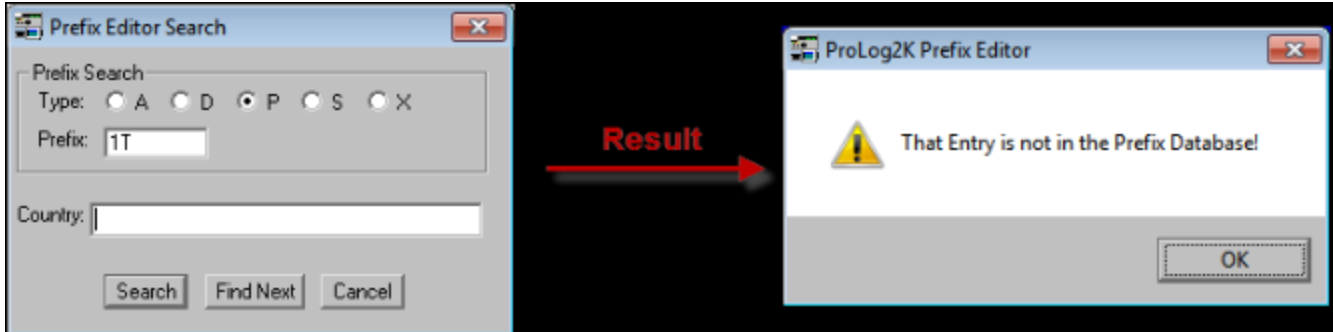 Prefix Editor Search
Prefix Search
Type: A D P S X
Prefix: 1T
Country:
Search Find Next Cancel
Result
ProLog2K Prefix Editor
That Entry is not in the Prefix Database!
OK